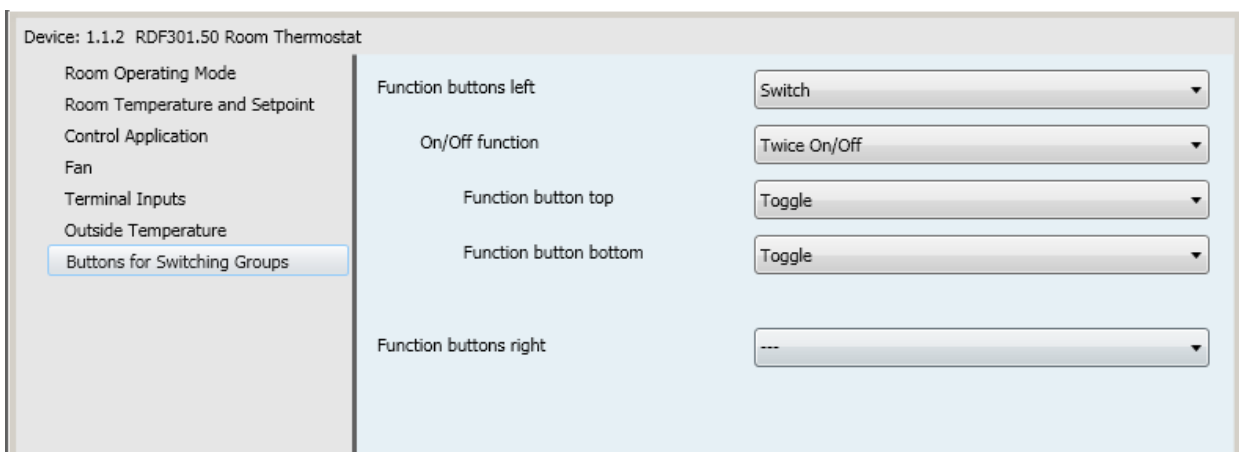 Device: 1.1.2 RDF301.50 Room Thermostat
Room Operating Mode
Room Temperature and Setpoint
Control Application
Fan
Terminal Inputs
Outside Temperature
Buttons for Switching Groups
Function buttons left
Switch
On/Off function
Twice On/Off
Function button top
Toggle
Function button bottom
Toggle
Function buttons right
---